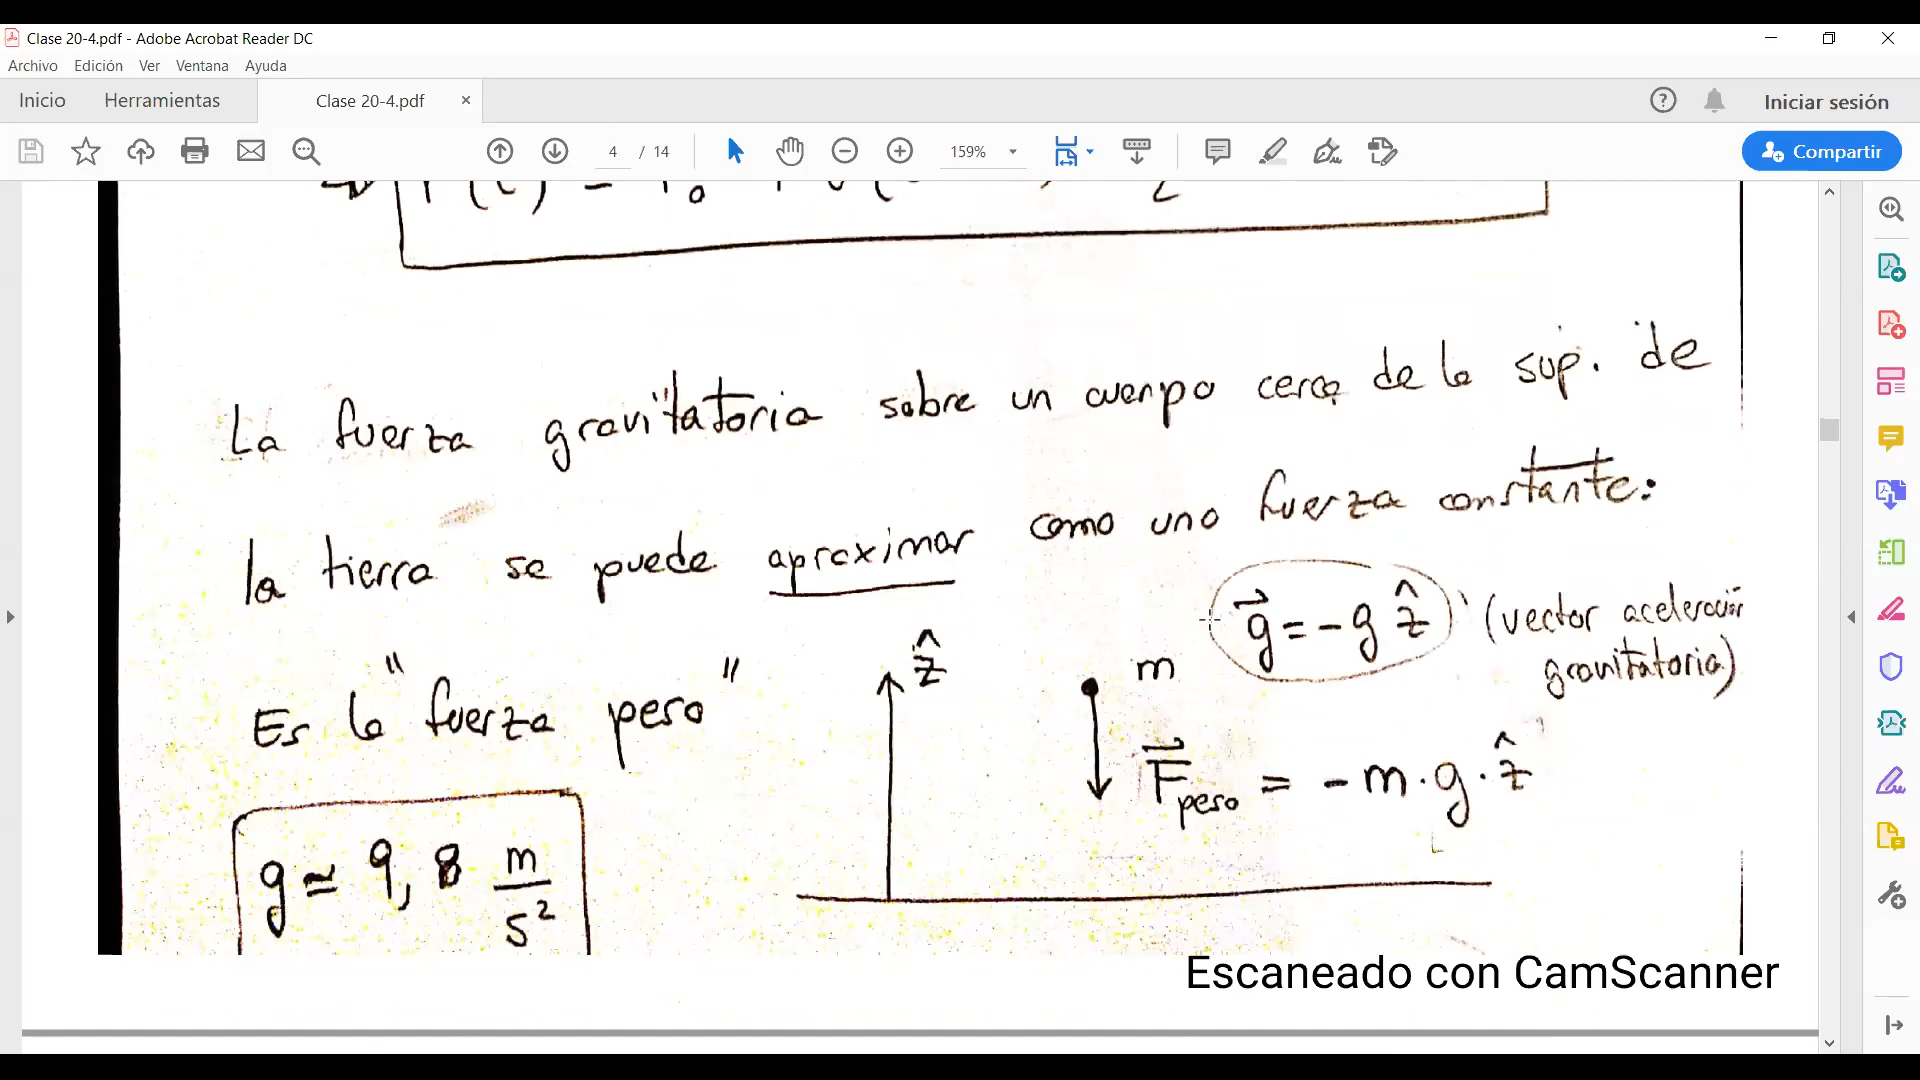 Clase 20-4.pdf - Adobe Acrobat Reader DC
Archivo Edición Ver Ventana Ayuda
Inicio Herramientas Clase 20-4.pdf × Iniciar sesión
4 / 14 159% Compartir
La fuerza gravitatoria sobre un cuerpo cerca de la sup. de
la tierra se puede aproximar como una fuerza constante:
g⃗ = -g ẑ (vector aceleración
gravitatoria)
Es la "fuerza peso"
ẑ
m
F⃗peso = -m·g·ẑ
g ≃ 9,8 m/s²
Escaneado con CamScanner